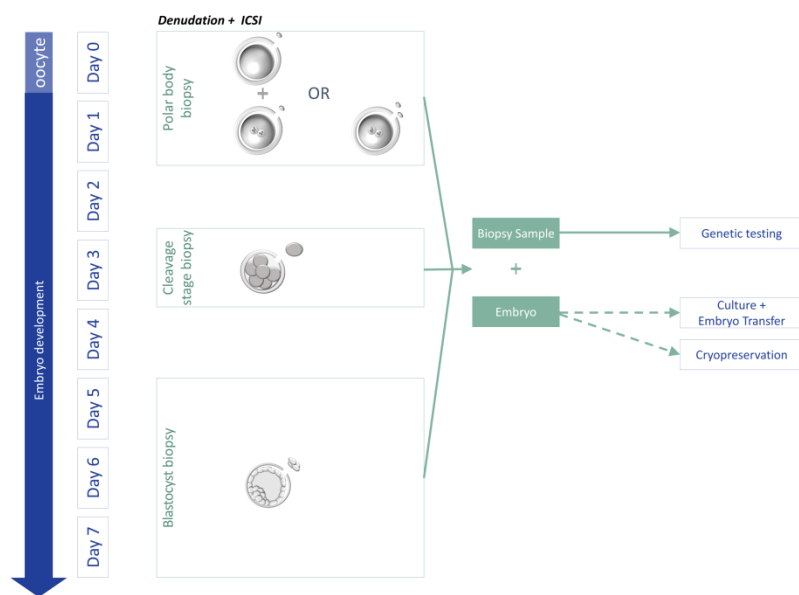 Denudation + ICSI
oocyte
Embryo development
Day 0
Day 1
Day 2
Day 3
Day 4
Day 5
Day 6
Day 7
Polar body
biopsy
+
OR
Cleavage
stage biopsy
Blastocyst biopsy
Biopsy Sample
+
Embryo
Genetic testing
Culture +
Embryo Transfer
Cryopreservation